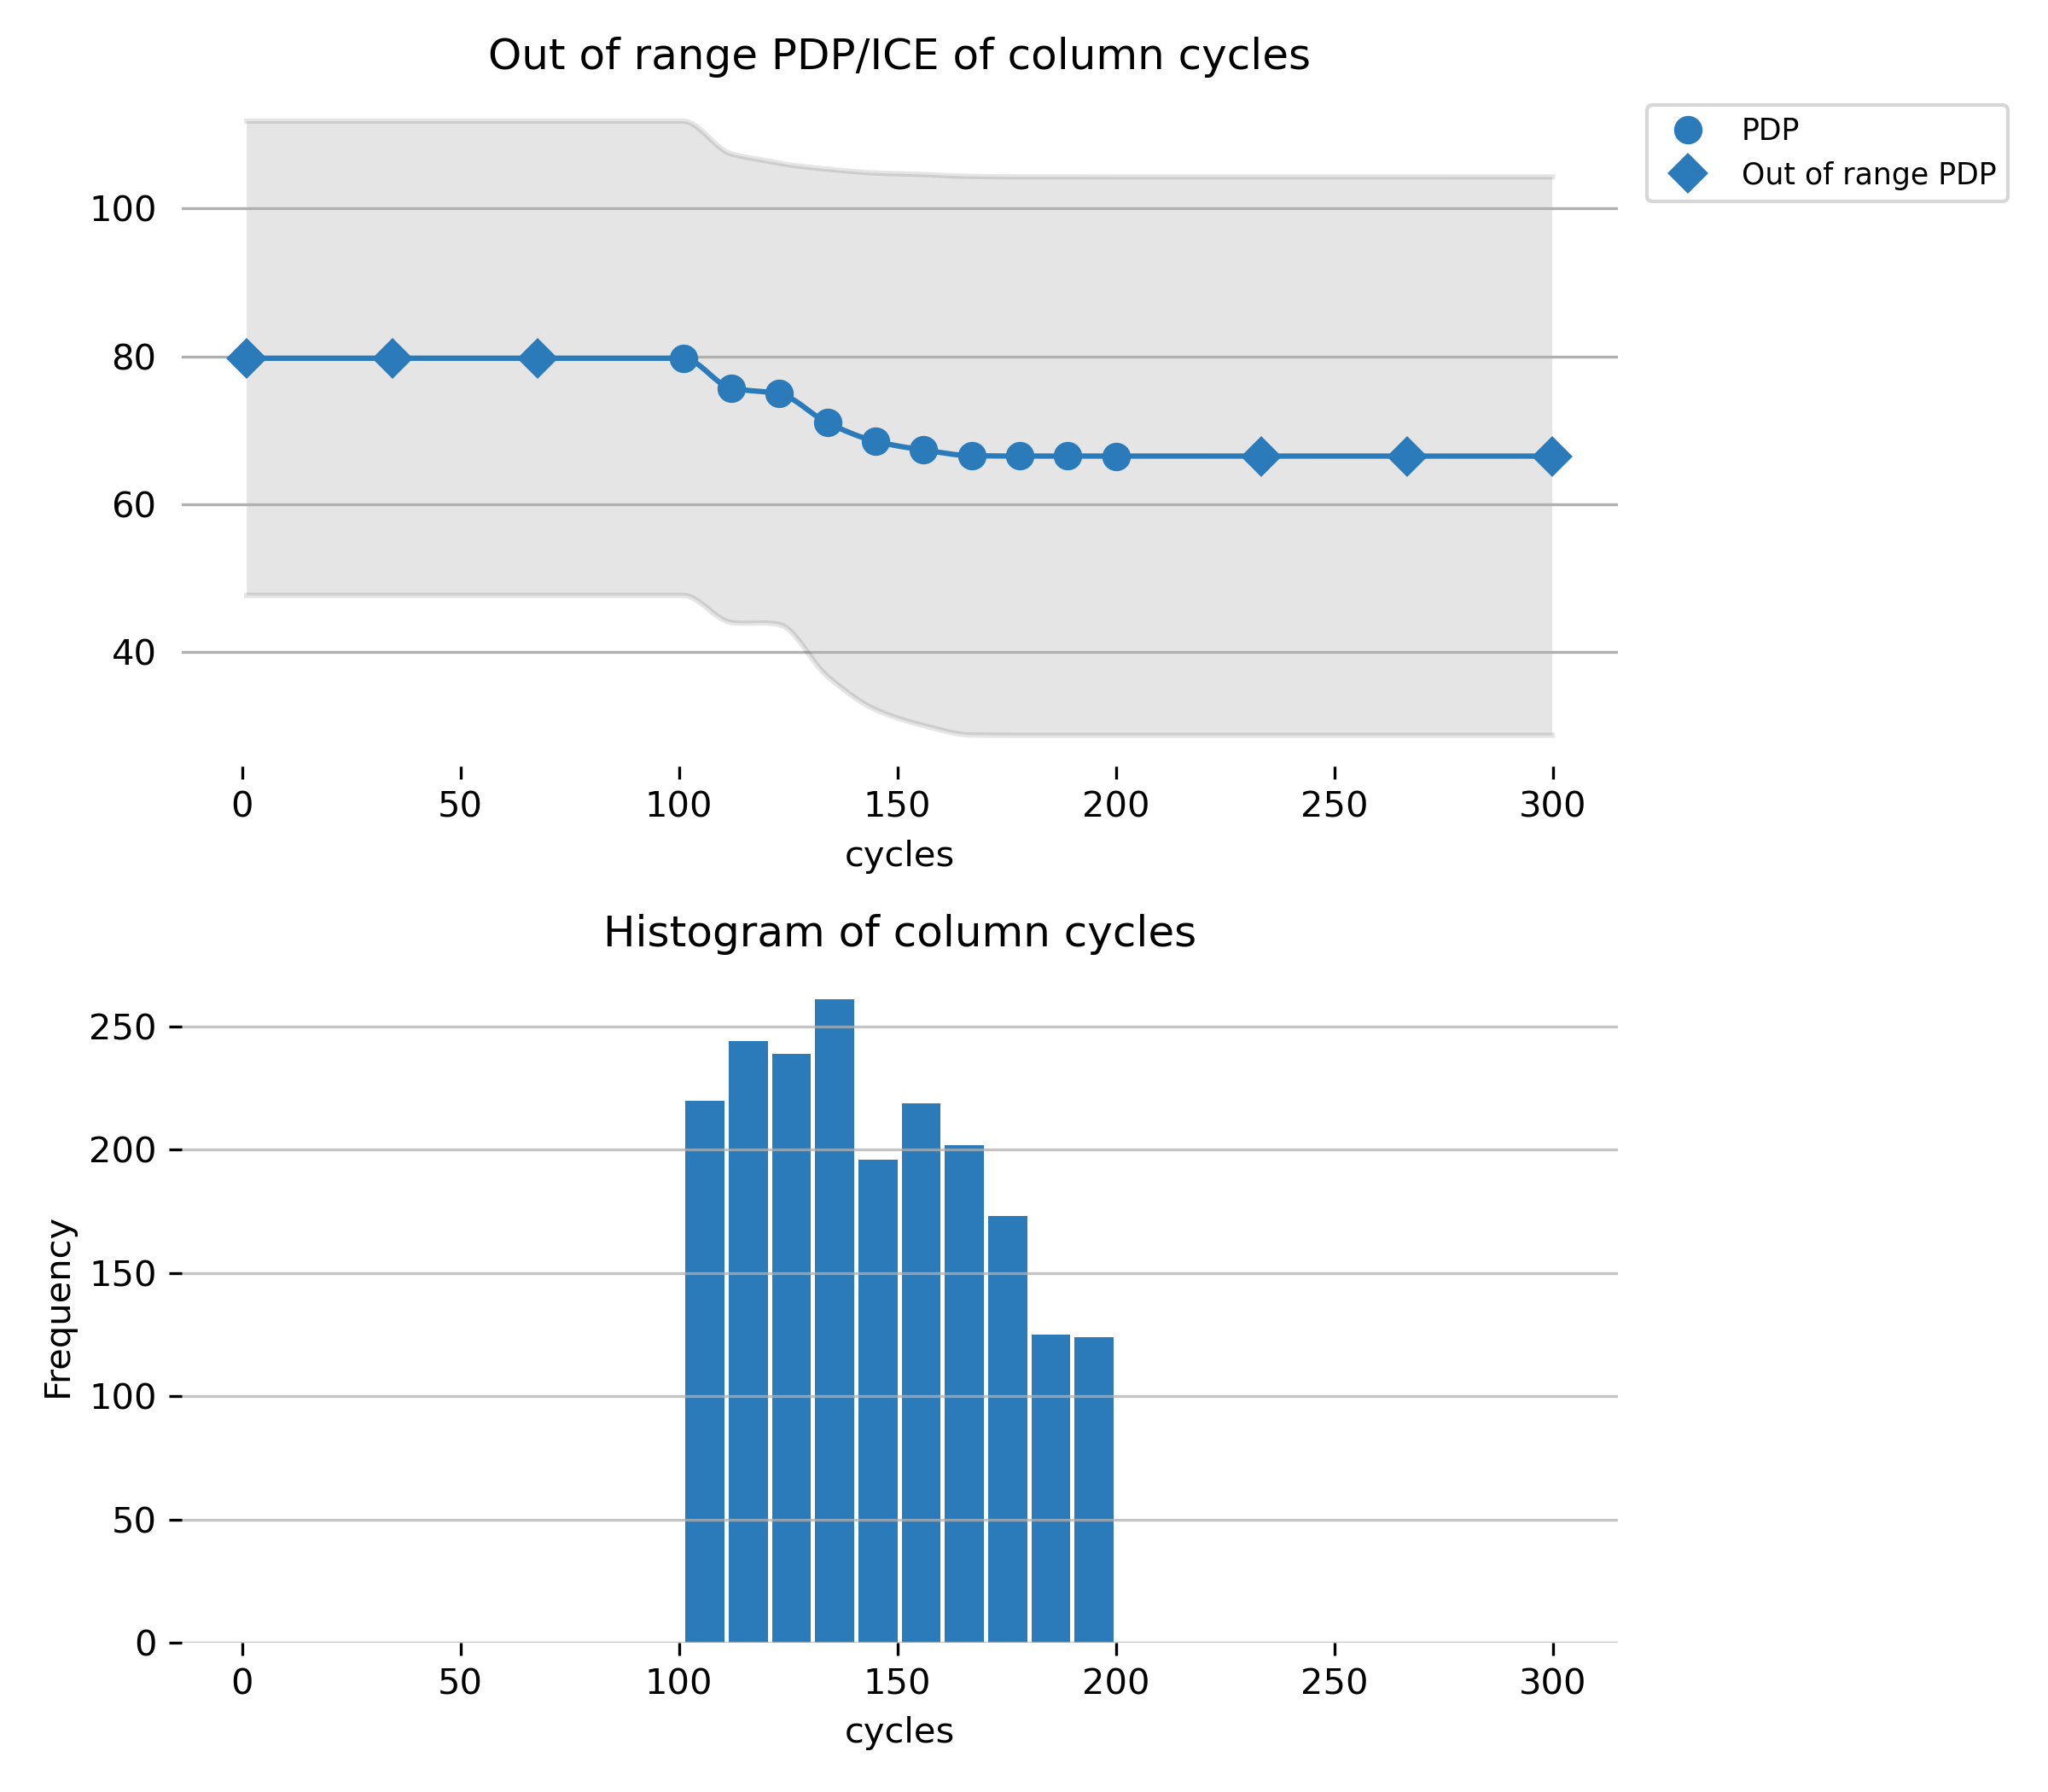 Out of range PDP/ICE of column cycles
PDP
Out of range PDP
100
80
60
40
0 50 100 150 200 250 300
cycles
Histogram of column cycles
Frequency
250
200
150
100
50
0
0 50 100 150 200 250 300
cycles